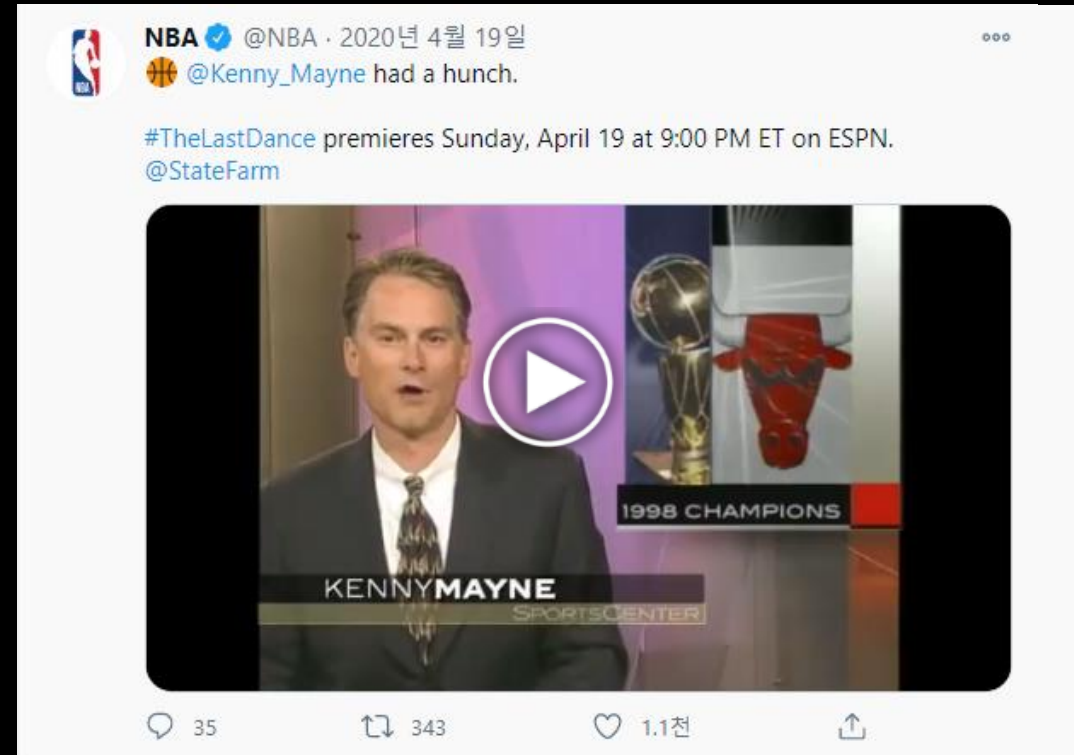 NBA @NBA · 2020년 4월 19일
@Kenny_Mayne had a hunch.
#TheLastDance premieres Sunday, April 19 at 9:00 PM ET on ESPN.
@StateFarm
1998 CHAMPIONS
KENNYMAYNE
SPORTSCENTER
35 343 1.1천